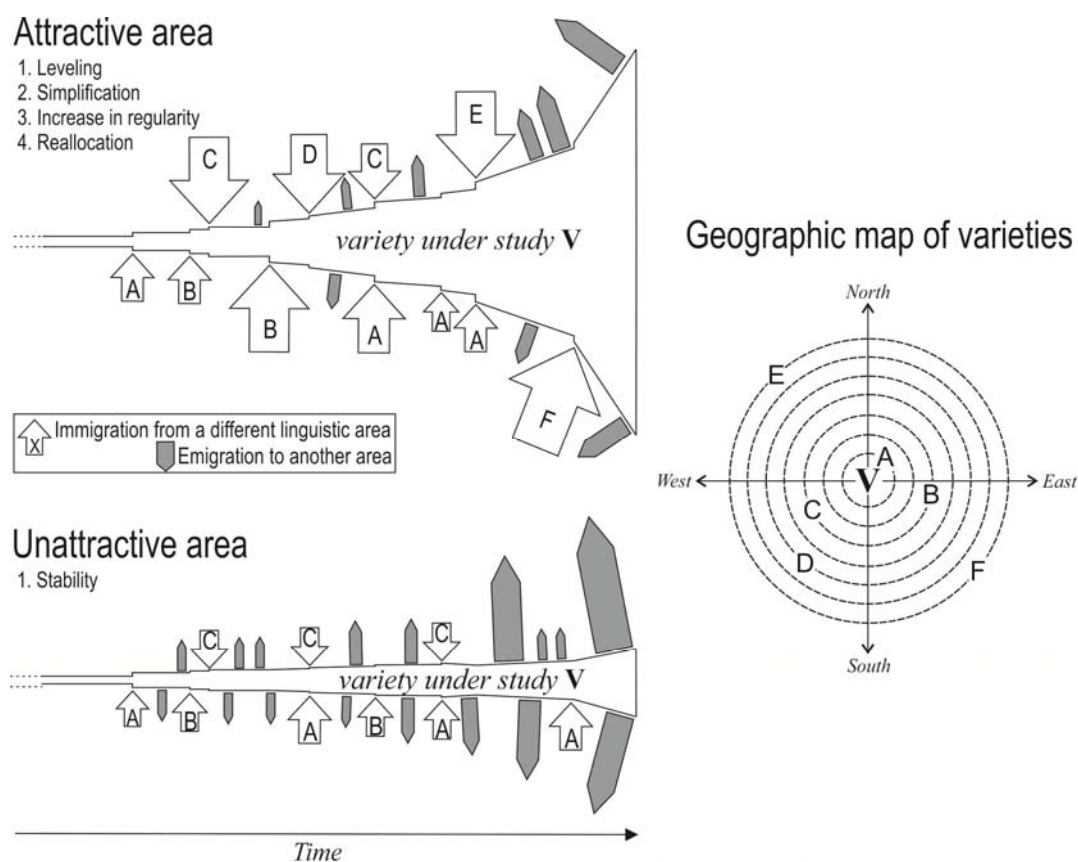 Attractive area
1. Leveling
2. Simplification
3. Increase in regularity
4. Reallocation
C
D
C
E
variety under study V
A
B
B
A
A
A
F
X Immigration from a different linguistic area
Emigration to another area
Unattractive area
1. Stability
C
C
C
variety under study V
A
B
A
B
A
A
Time
Geographic map of varieties
North
E
A
West
V
East
B
C
D
F
South